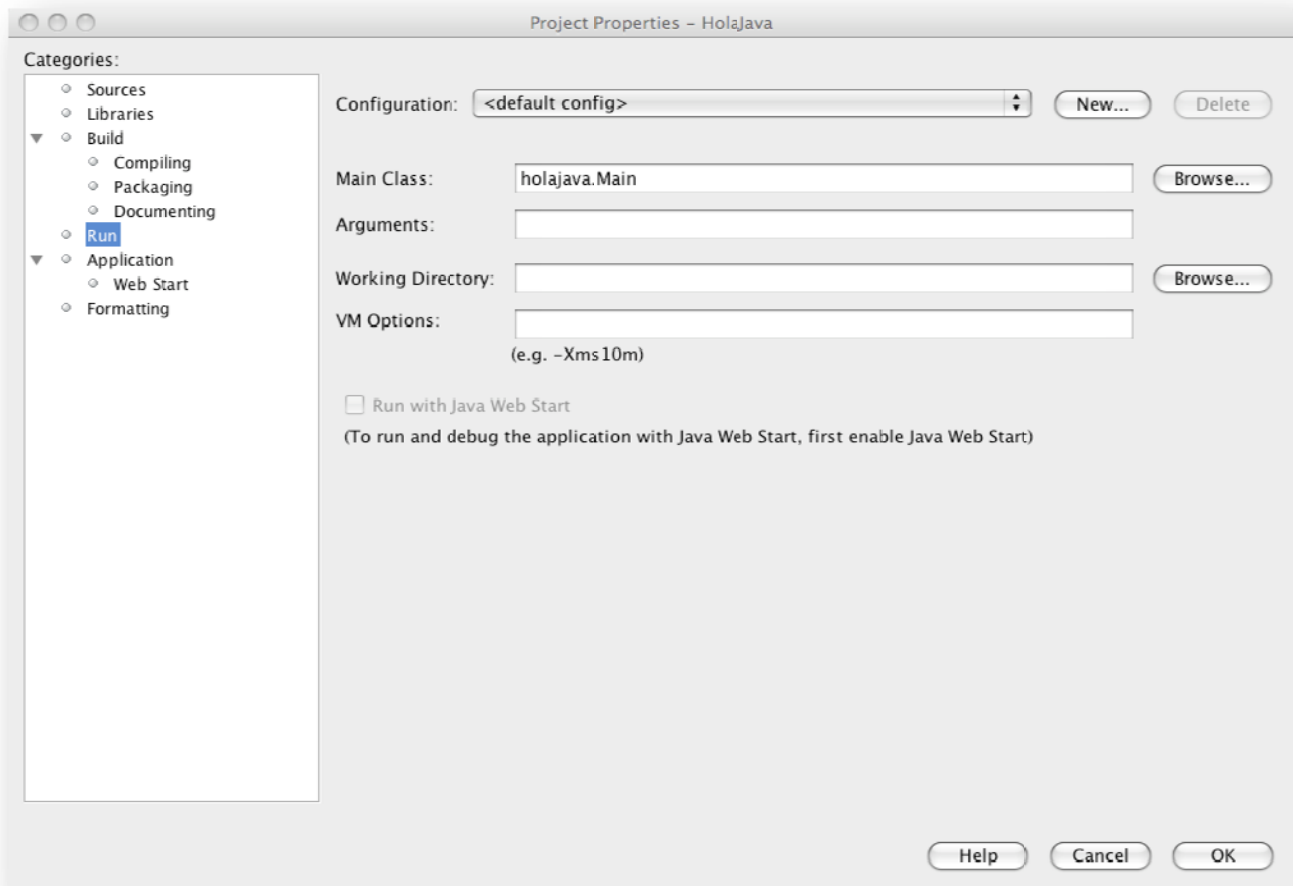 Project Properties – HolaJava
Categories:
Sources
Libraries
Build
Compiling
Packaging
Documenting
Run
Application
Web Start
Formatting
Configuration: <default config> New... Delete
Main Class: holajava.Main Browse...
Arguments:
Working Directory: Browse...
VM Options:
(e.g. -Xms10m)
Run with Java Web Start
(To run and debug the application with Java Web Start, first enable Java Web Start)
Help Cancel OK